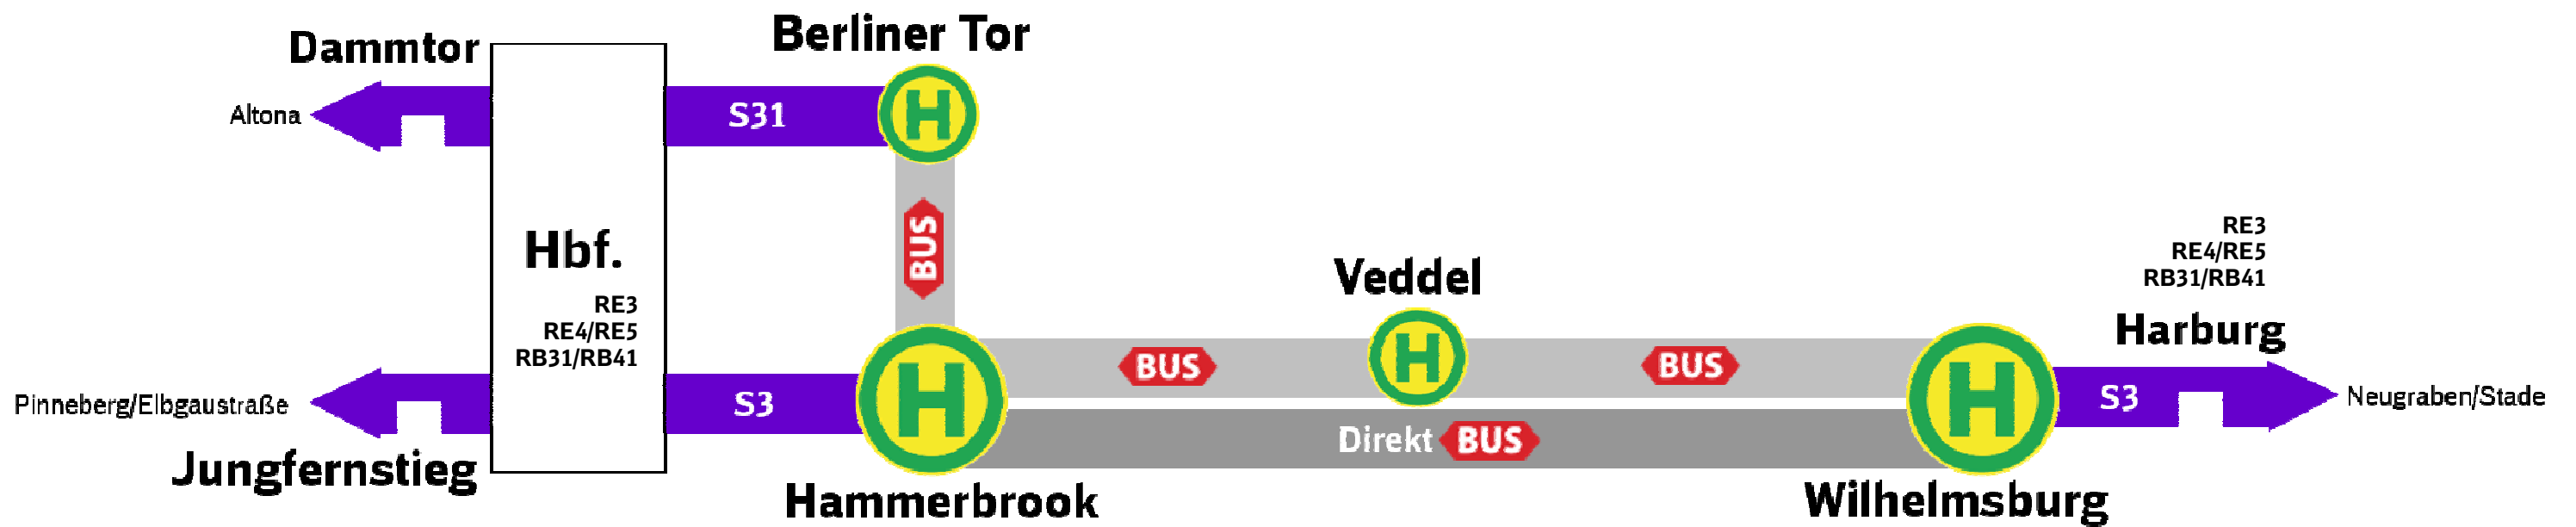 Dammtor
Berliner Tor
Altona
S31
H
BUS
Hbf.
RE3
RE4/RE5
RB31/RB41
Pinneberg/Elbgaustraße
S3
H
Jungfernstieg
Hammerbrook
BUS
Veddel
H
BUS
Direkt BUS
H
Wilhelmsburg
RE3
RE4/RE5
RB31/RB41
Harburg
S3
Neugraben/Stade